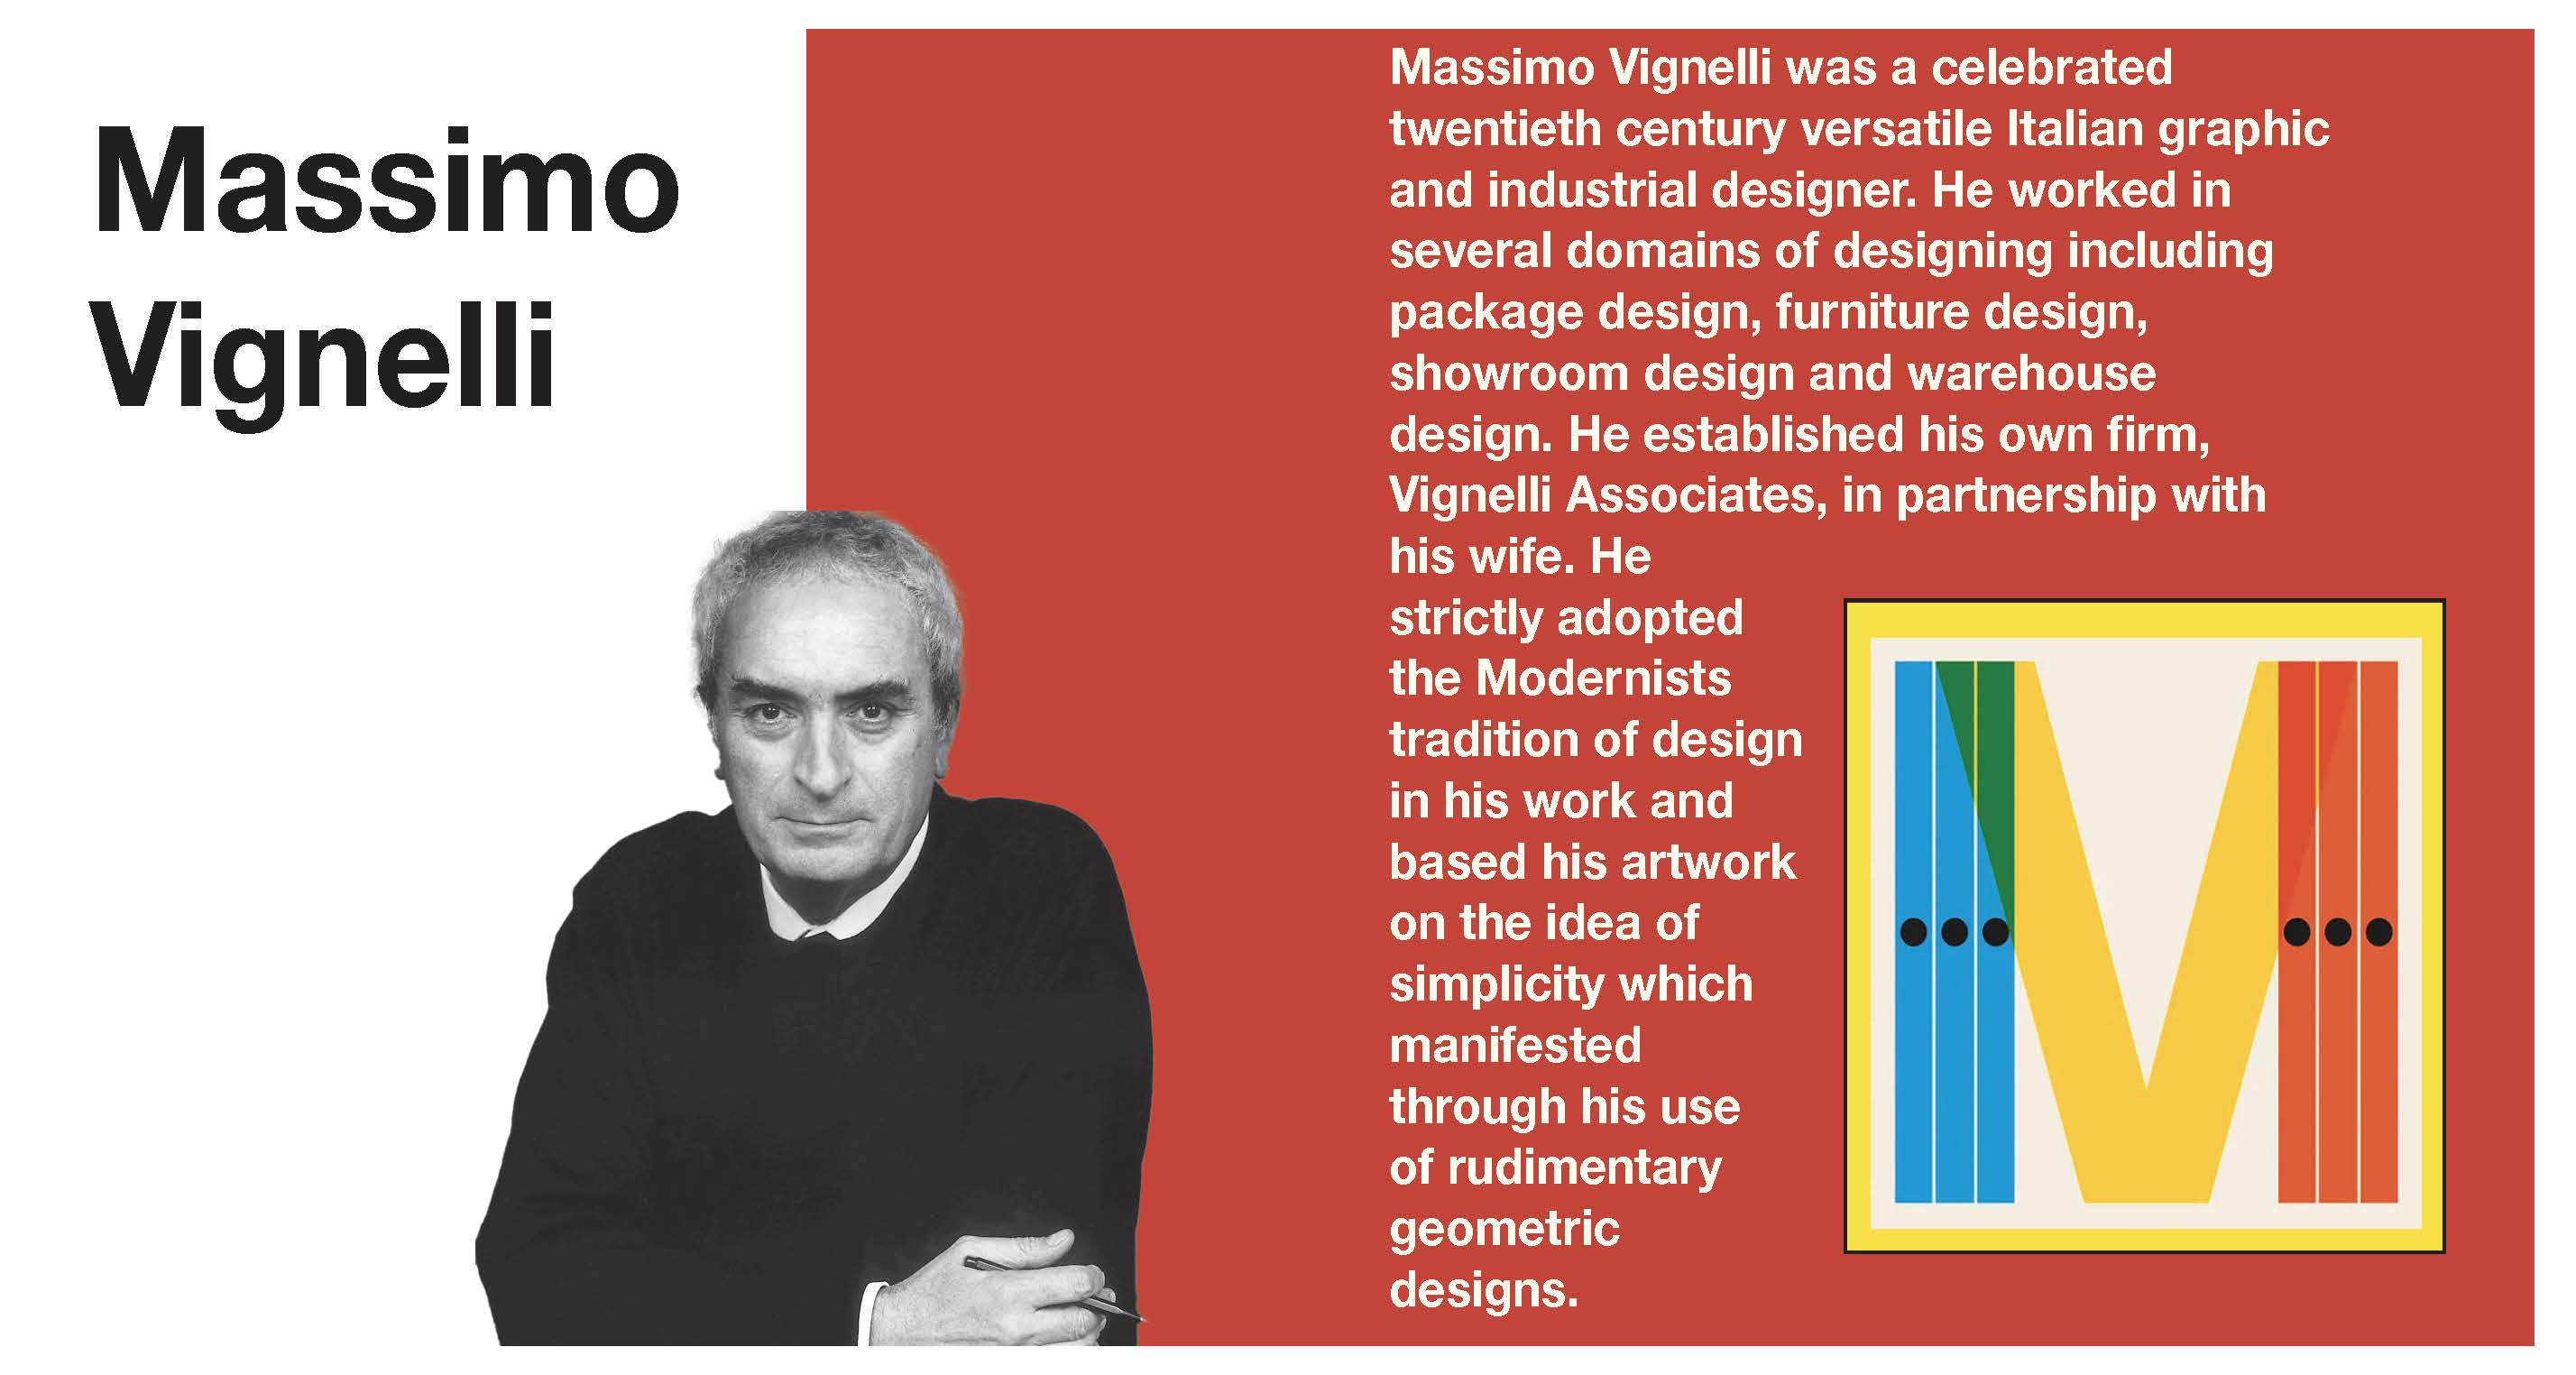 Massimo
Vignelli
Massimo Vignelli was a celebrated
twentieth century versatile Italian graphic
and industrial designer. He worked in
several domains of designing including
package design, furniture design,
showroom design and warehouse
design. He established his own firm,
Vignelli Associates, in partnership with
his wife. He
strictly adopted
the Modernists
tradition of design
in his work and
based his artwork
on the idea of
simplicity which
manifested
through his use
of rudimentary
geometric
designs.
M